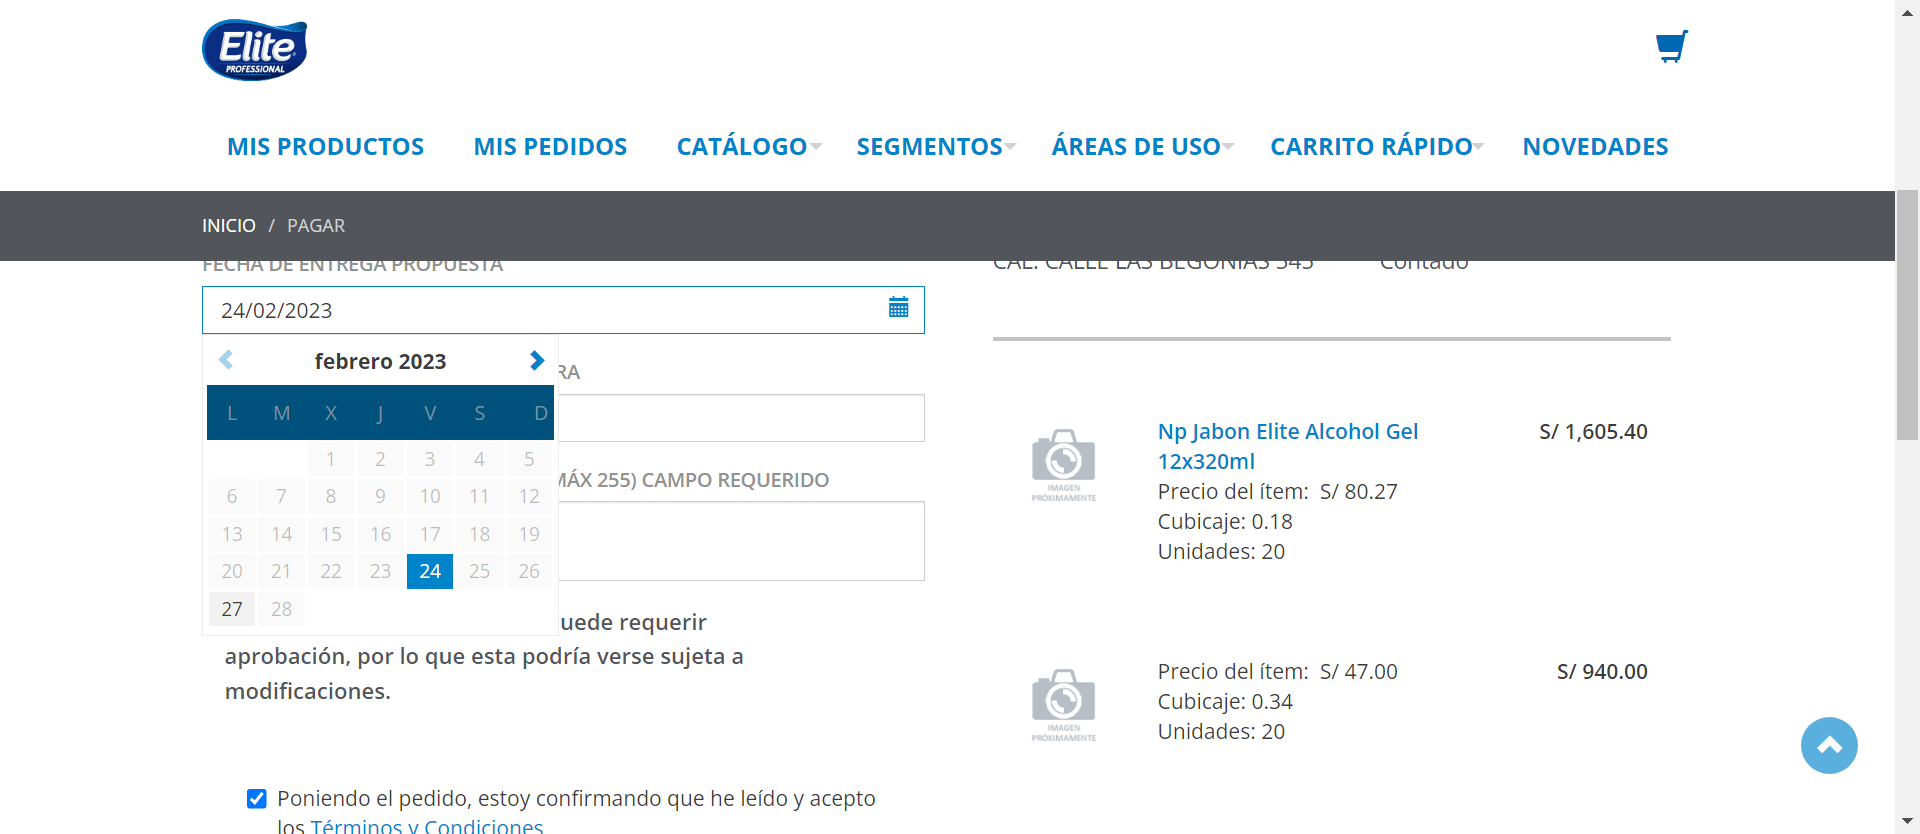 Elite
PROFESSIONAL
MIS PRODUCTOS MIS PEDIDOS CATÁLOGO SEGMENTOS ÁREAS DE USO CARRITO RÁPIDO NOVEDADES
INICIO / PAGAR
FECHA DE ENTREGA PROPUESTA
24/02/2023
febrero 2023
L M X J V S D
1 2 3 4 5
6 7 8 9 10 11 12
13 14 15 16 17 18 19
20 21 22 23 24 25 26
27 28
RA
MÁX 255) CAMPO REQUERIDO
uede requerir
aprobación, por lo que esta podría verse sujeta a
modificaciones.
Poniendo el pedido, estoy confirmando que he leído y acepto
los Términos y Condiciones
CAL. CALLE LAS BEGONIAS 545 Contado
IMAGEN
PRÓXIMAMENTE
Np Jabon Elite Alcohol Gel
12x320ml
S/ 1,605.40
Precio del ítem: S/ 80.27
Cubicaje: 0.18
Unidades: 20
IMAGEN
PRÓXIMAMENTE
Precio del ítem: S/ 47.00
S/ 940.00
Cubicaje: 0.34
Unidades: 20